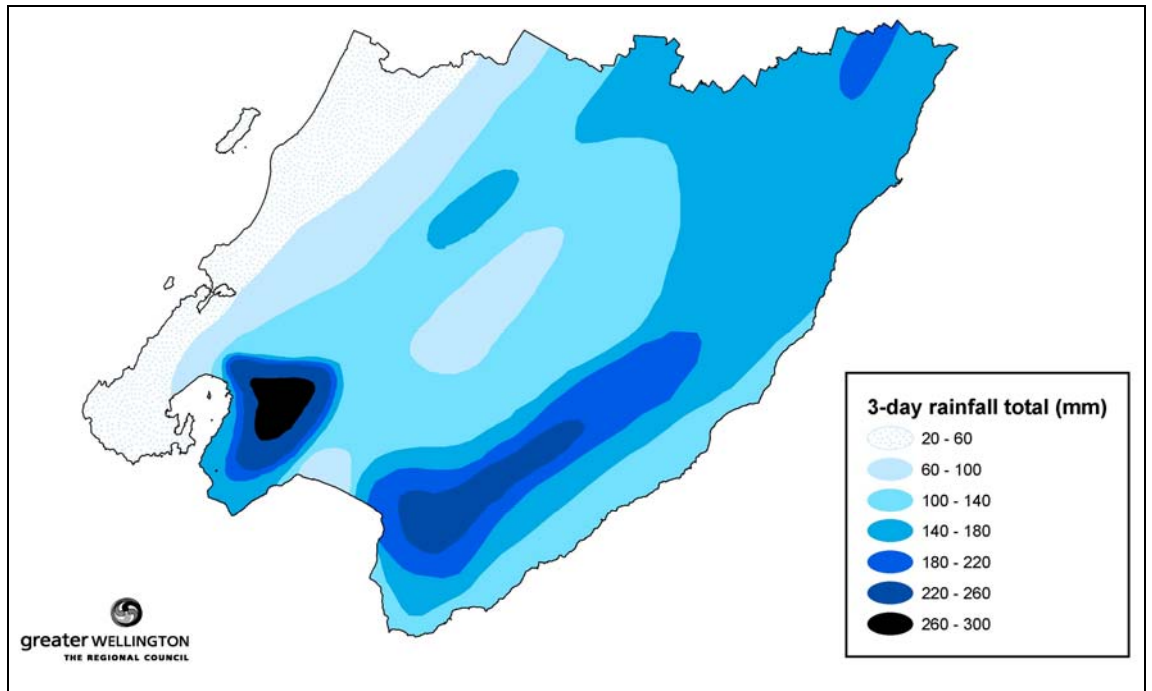 3-day rainfall total (mm)
20 - 60
60 - 100
100 - 140
140 - 180
180 - 220
220 - 260
260 - 300
greater WELLINGTON
THE REGIONAL COUNCIL